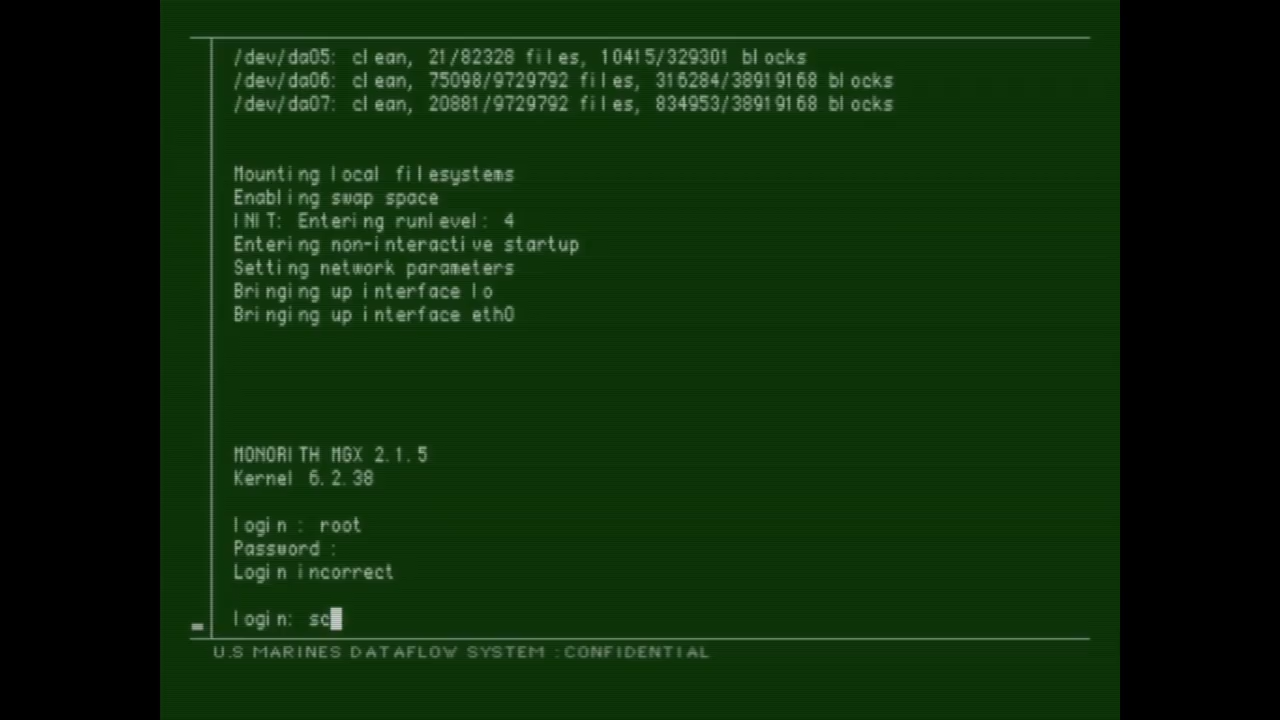 /dev/da05: clean, 21/82328 files, 10415/329301 blocks
/dev/da06: clean, 75098/9729792 files, 316284/38919168 blocks
/dev/da07: clean, 20881/9729792 files, 834953/38919168 blocks
Mounting local filesystems
Enabling swap space
INIT: Entering runlevel: 4
Entering non-interactive startup
Setting network parameters
Bringing up interface lo
Bringing up interface eth0
MONORITH MGX 2.1.5
Kernel 6.2.38
login : root
Password :
Login incorrect
login: sc
U.S MARINES DATAFLOW SYSTEM :CONFIDENTIAL